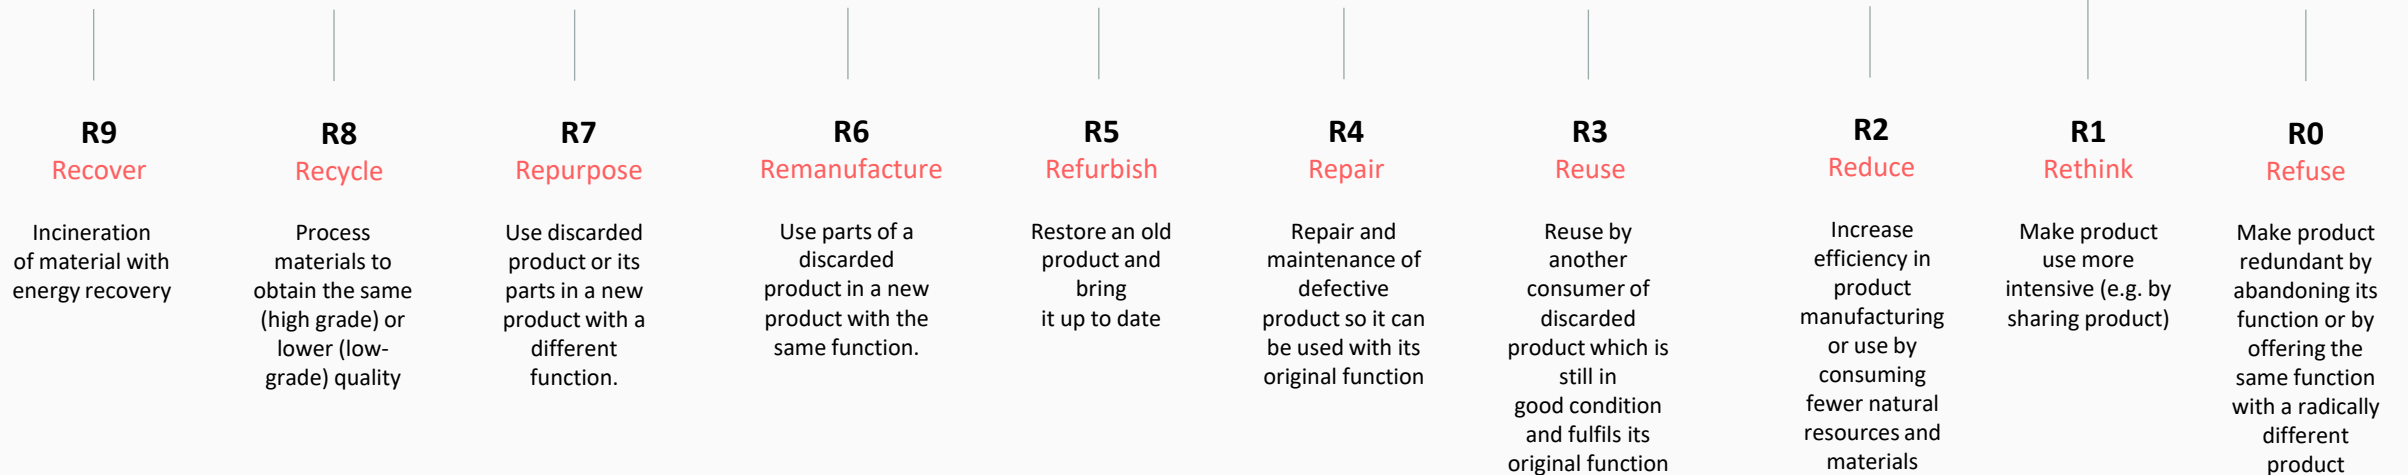 R9
Recover
Incineration
of material with
energy recovery
R8
Recycle
Process
materials to
obtain the same
(high grade) or
lower (low-
grade) quality
R7
Repurpose
Use discarded
product or its
parts in a new
product with a
different
function.
R6
Remanufacture
Use parts of a
discarded
product in a new
product with the
same function.
R5
Refurbish
Restore an old
product and
bring
it up to date
R4
Repair
Repair and
maintenance of
defective
product so it can
be used with its
original function
R3
Reuse
Reuse by
another
consumer of
discarded
product which is
still in
good condition
and fulfils its
original function
R2
Reduce
Increase
efficiency in
product
manufacturing
or use by
consuming
fewer natural
resources and
materials
R1
Rethink
Make product
use more
intensive (e.g. by
sharing product)
R0
Refuse
Make product
redundant by
abandoning its
function or by
offering the
same function
with a radically
different
product